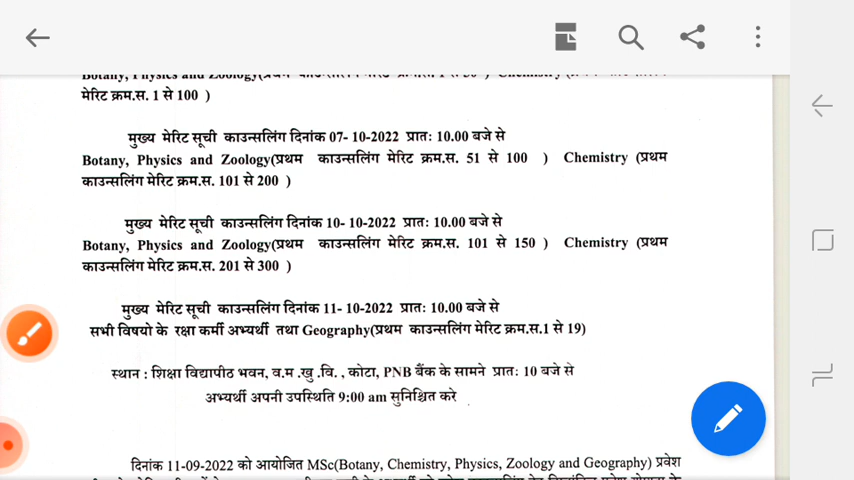 मेरिट क्रम.स. 1 से 100 )
मुख्य मेरिट सूची काउन्सलिंग दिनांक 07- 10-2022 प्रातः 10.00 बजे से
Botany, Physics and Zoology(प्रथम काउन्सलिंग मेरिट क्रम.स. 51 से 100 ) Chemistry (प्रथम
काउन्सलिंग मेरिट क्रम.स. 101 से 200 )
मुख्य मेरिट सूची काउन्सलिंग दिनांक 10- 10-2022 प्रातः 10.00 बजे से
Botany, Physics and Zoology(प्रथम काउन्सलिंग मेरिट क्रम.स. 101 से 150 ) Chemistry (प्रथम
काउन्सलिंग मेरिट क्रम.स. 201 से 300 )
मुख्य मेरिट सूची काउन्सलिंग दिनांक 11- 10-2022 प्रातः 10.00 बजे से
सभी विषयो के रक्षा कर्मी अभ्यर्थी तथा Geography(प्रथम काउन्सलिंग मेरिट क्रम.स.1 से 19)
स्थान : शिक्षा विद्यापीठ भवन, व.म .खु .वि. , कोटा, PNB बैंक के सामने प्रातः 10 बजे से
अभ्यर्थी अपनी उपस्थिति 9:00 am सुनिश्चित करे
दिनांक 11-09-2022 को आयोजित MSc(Botany, Chemistry, Physics, Zoology and Geography) प्रवेश